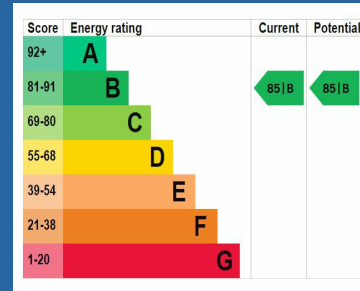 Score Energy rating Current Potential
92+ A
81-91 B 85|B 85|B
69-80 C
55-68 D
39-54 E
21-38 F
1-20 G